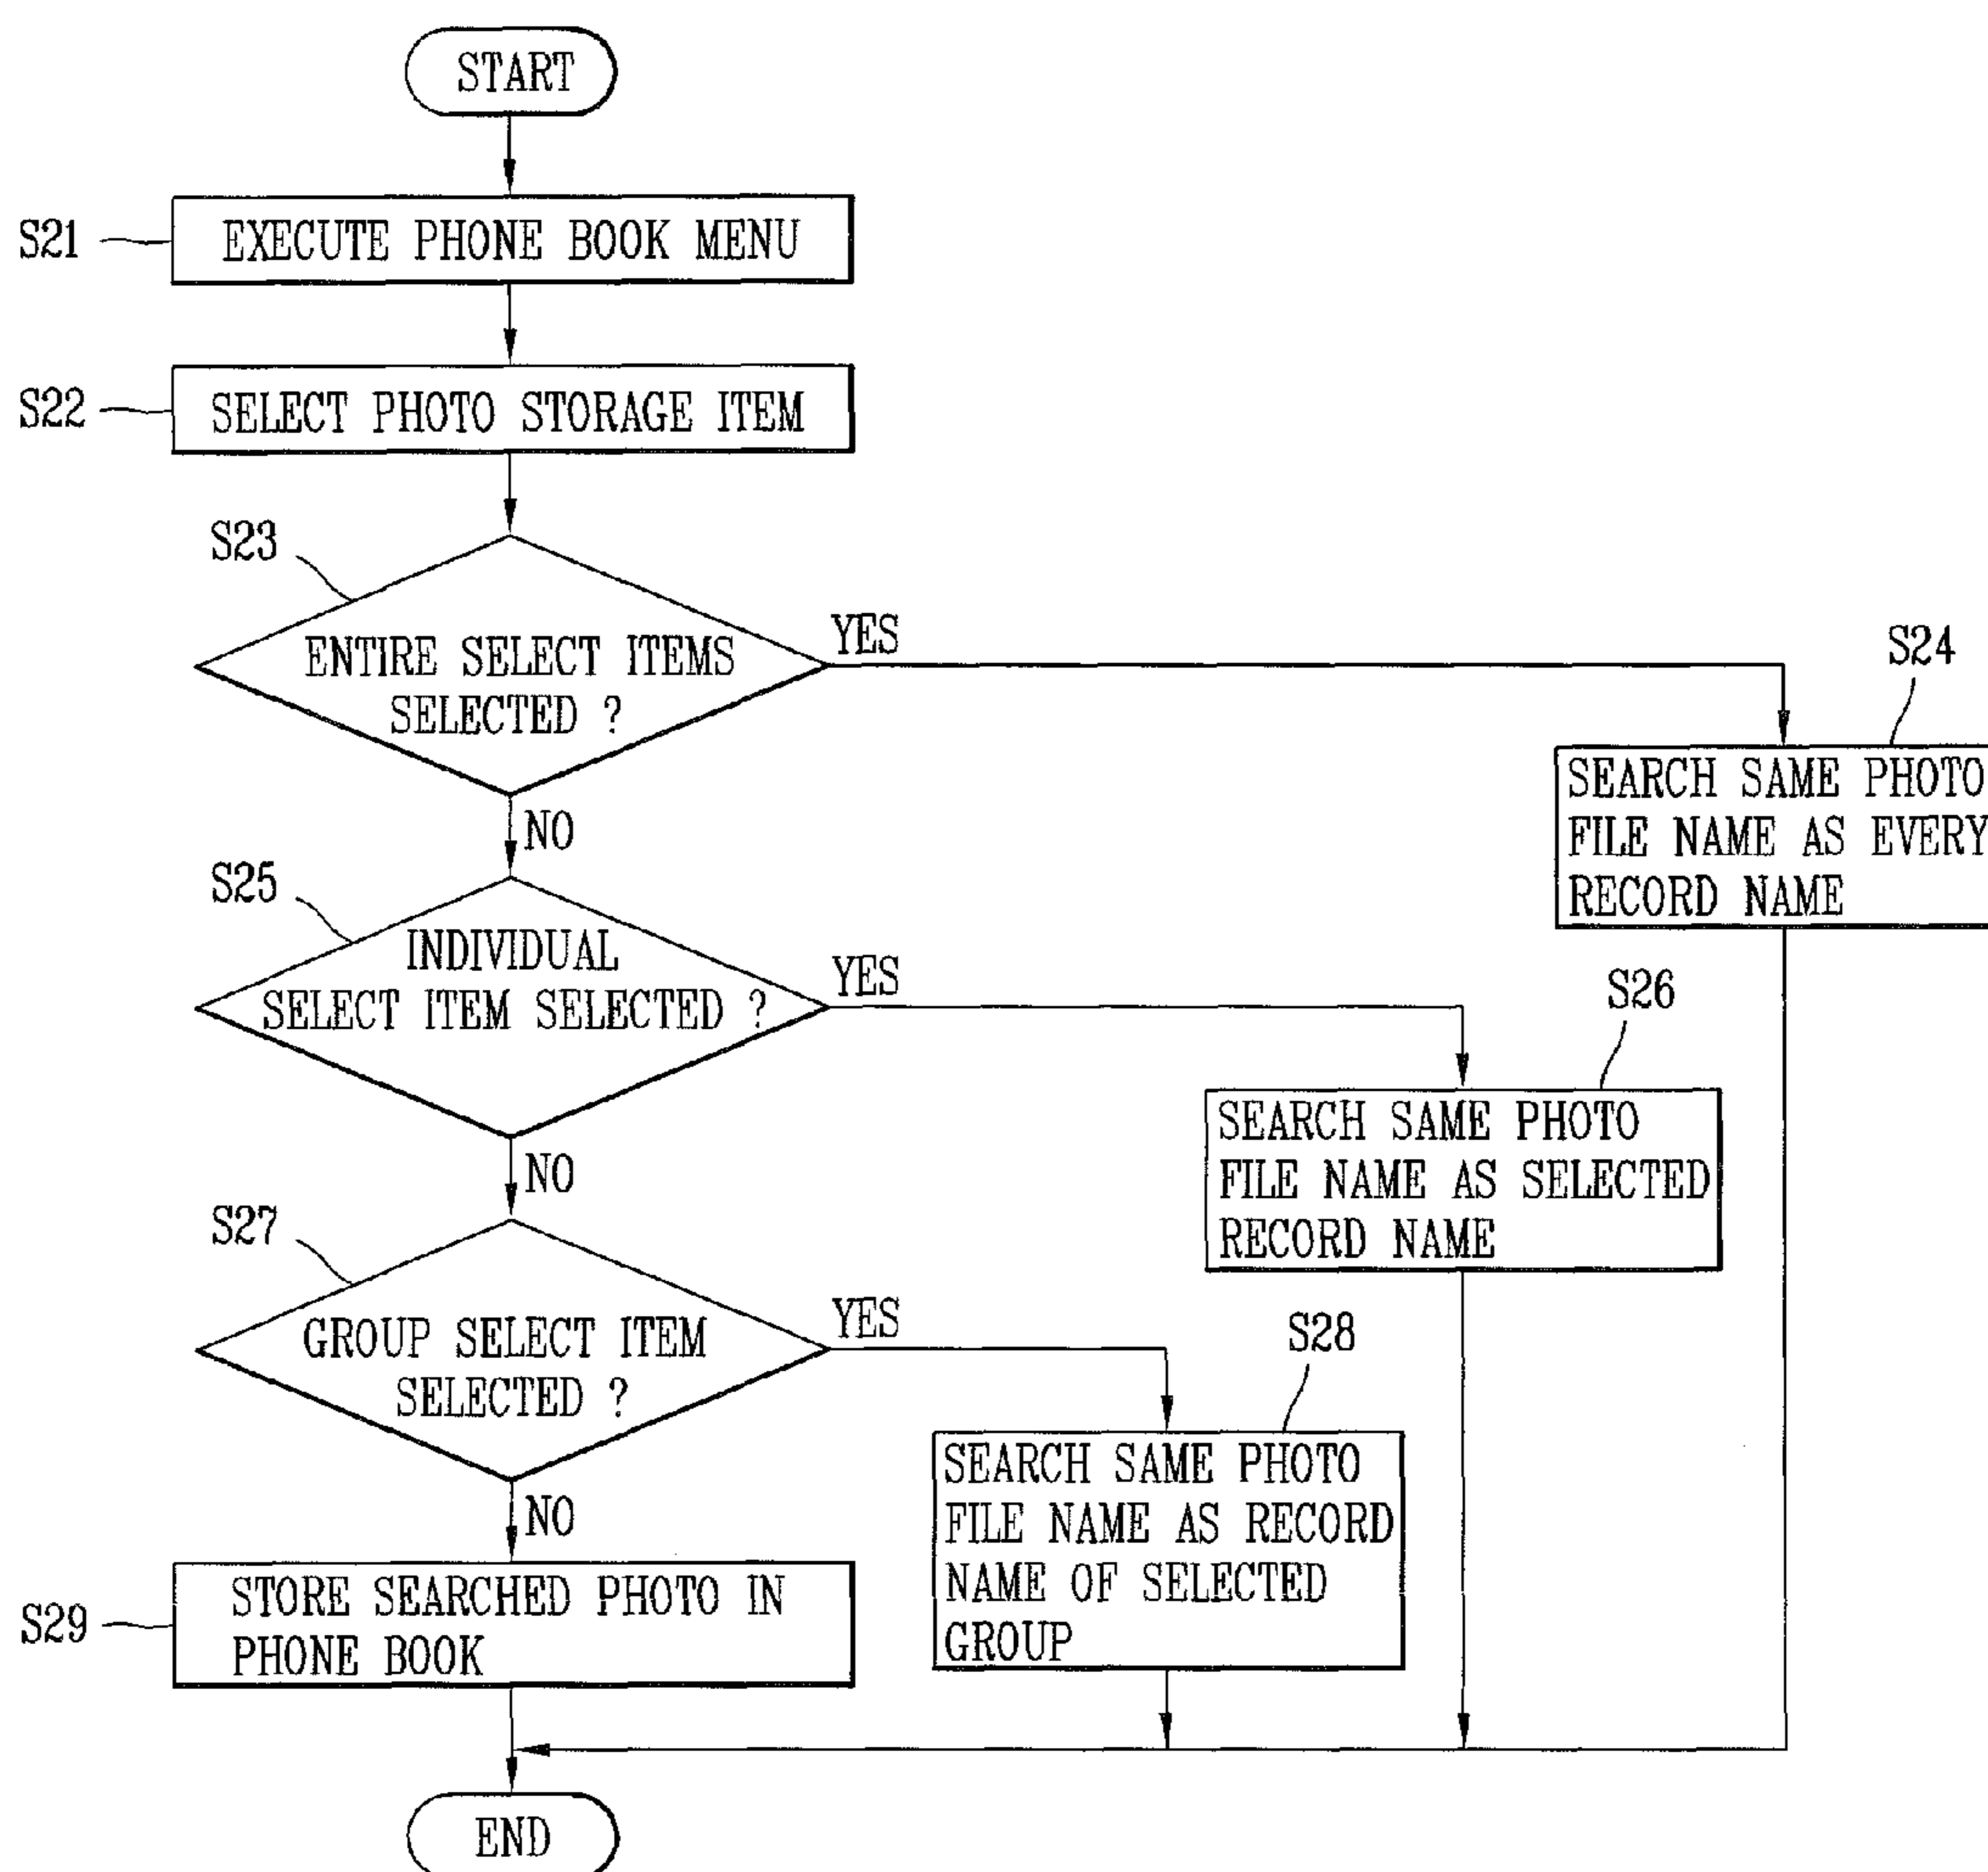 START
S21
EXECUTE PHONE BOOK MENU
S22
SELECT PHOTO STORAGE ITEM
S23
ENTIRE SELECT ITEMS
SELECTED ?
YES
NO
S24
SEARCH SAME PHOTO
FILE NAME AS EVERY
RECORD NAME
S25
INDIVIDUAL
SELECT ITEM SELECTED ?
YES
NO
S26
SEARCH SAME PHOTO
FILE NAME AS SELECTED
RECORD NAME
S27
GROUP SELECT ITEM
SELECTED ?
YES
NO
S28
SEARCH SAME PHOTO
FILE NAME AS RECORD
NAME OF SELECTED
GROUP
S29
STORE SEARCHED PHOTO IN
PHONE BOOK
END